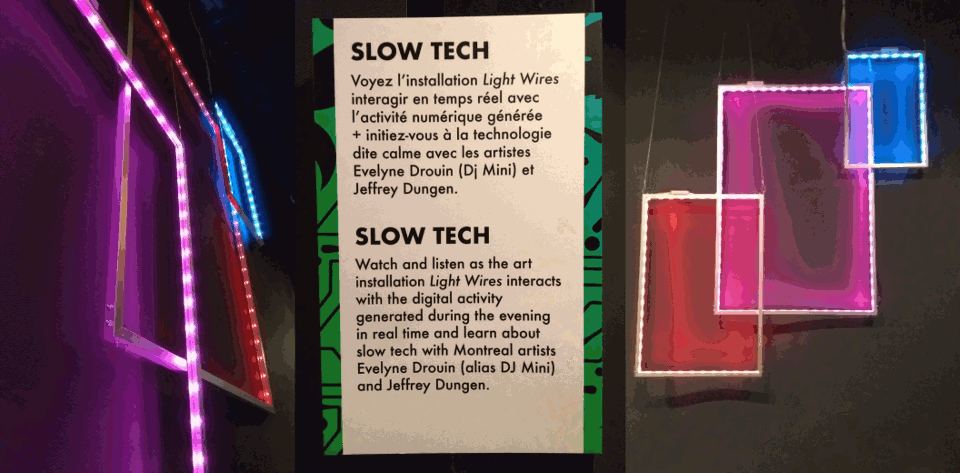 SLOW TECH
Voyez l'installation Light Wires
interagir en temps réel avec
l'activité numérique générée
+ initiez-vous à la technologie
dite calme avec les artistes
Evelyne Drouin (Dj Mini) et
Jeffrey Dungen.
SLOW TECH
Watch and listen as the art
installation Light Wires interacts
with the digital activity
generated during the evening
in real time and learn about
slow tech with Montreal artists
Evelyne Drouin (alias DJ Mini)
and Jeffrey Dungen.